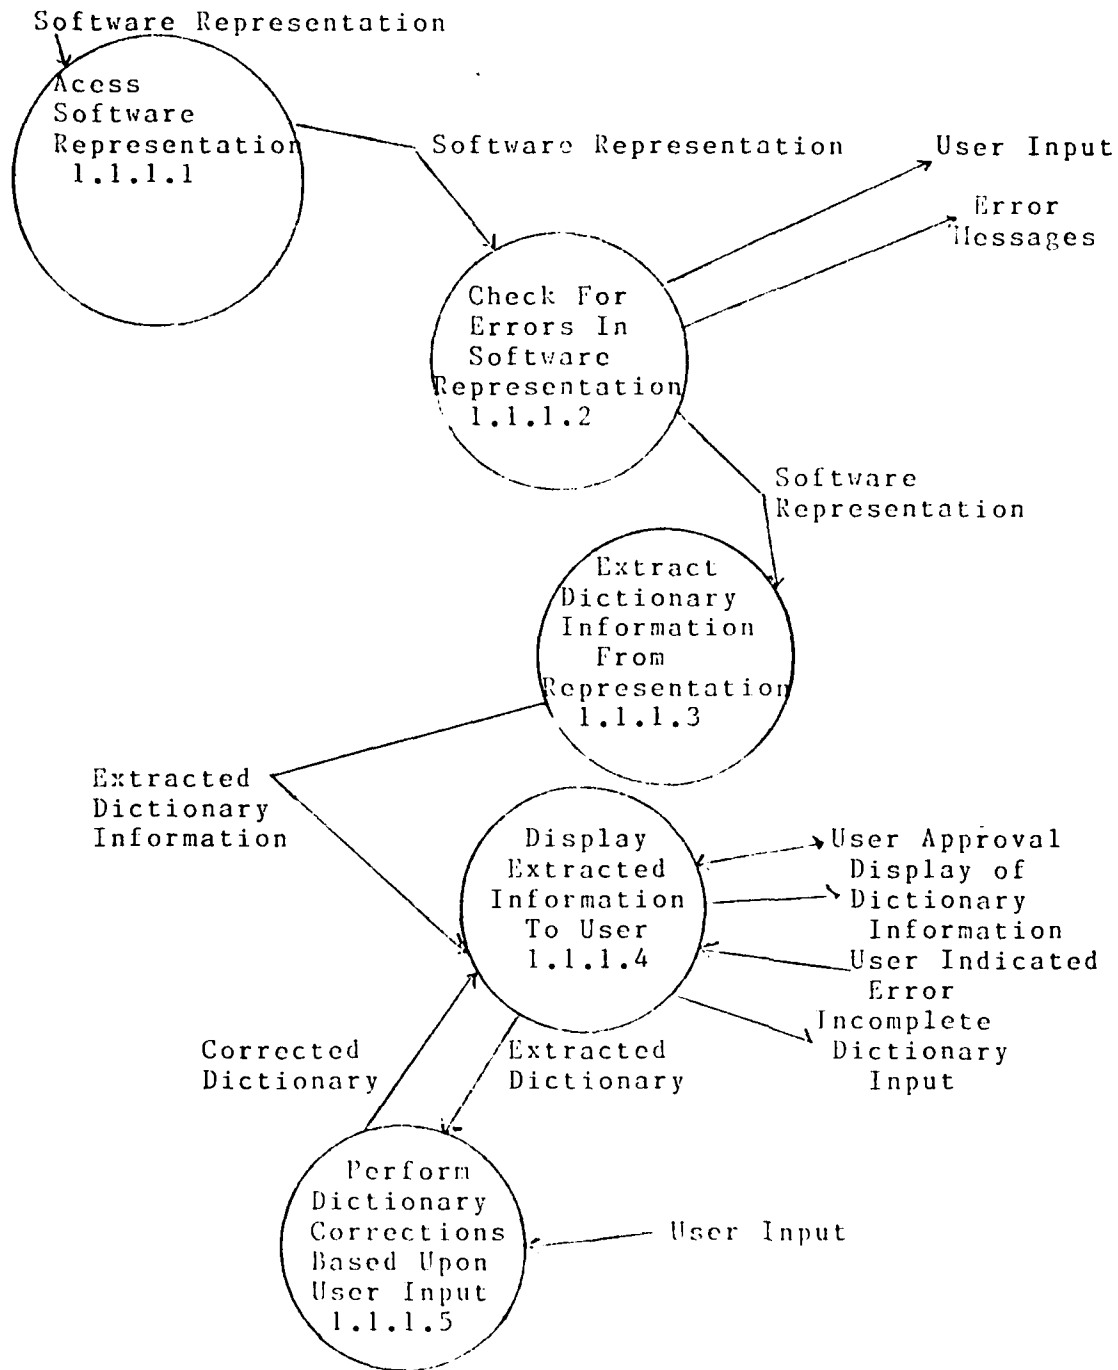 Software Representation
Acess
Software
Representation
1.1.1.1
Software Representation
User Input
Error
Messages
Check For
Errors In
Software
Representation
1.1.1.2
Software
Representation
Extract
Dictionary
Information
From
Representation
1.1.1.3
Extracted
Dictionary
Information
Display
Extracted
Information
To User
1.1.1.4
User Approval
Display of
Dictionary
Information
User Indicated
Error
Incomplete
Dictionary
Input
Corrected
Dictionary
Extracted
Dictionary
Perform
Dictionary
Corrections
Based Upon
User Input
1.1.1.5
User Input